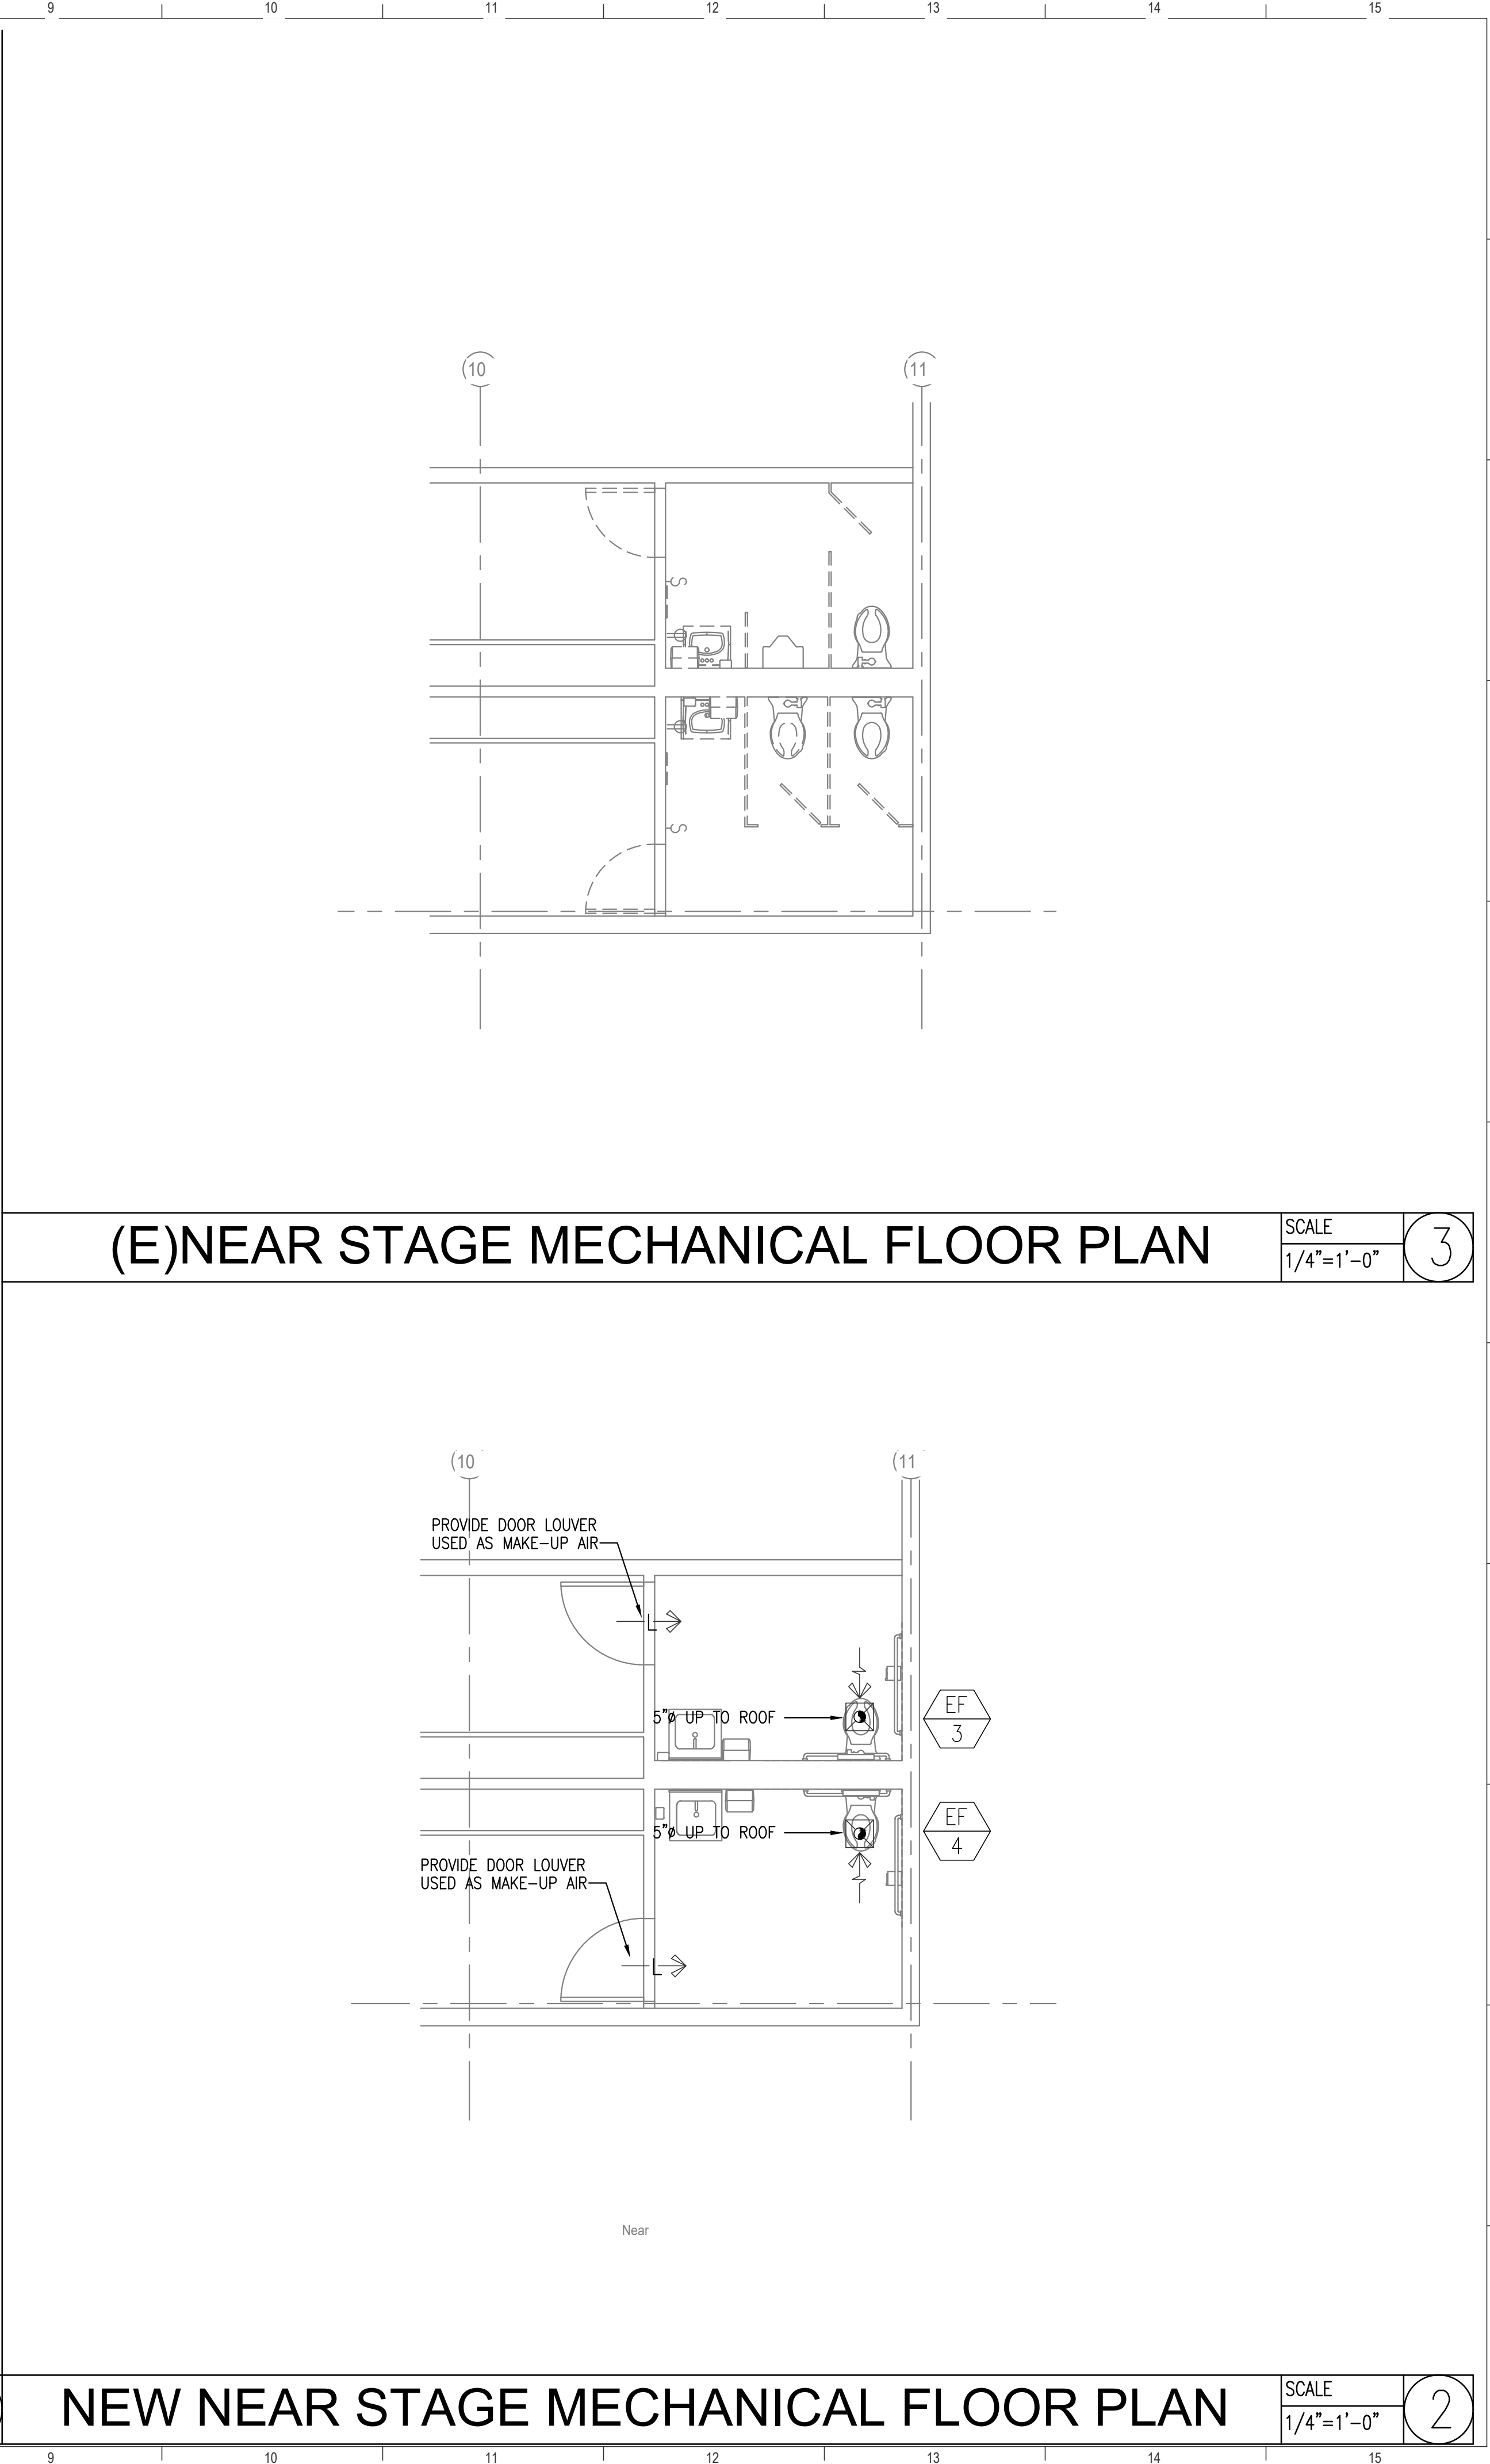 9 10 11 12 13 14 15
(10 (11
S
S
(E)NEAR STAGE MECHANICAL FLOOR PLAN
SCALE
1/4"=1'-0"
3
(10 (11
PROVIDE DOOR LOUVER
USED AS MAKE-UP AIR
L
5"ø UP TO ROOF
EF
3
5"ø UP TO ROOF
EF
4
PROVIDE DOOR LOUVER
USED AS MAKE-UP AIR
L
Near
NEW NEAR STAGE MECHANICAL FLOOR PLAN
SCALE
1/4"=1'-0"
2
9 10 11 12 13 14 15